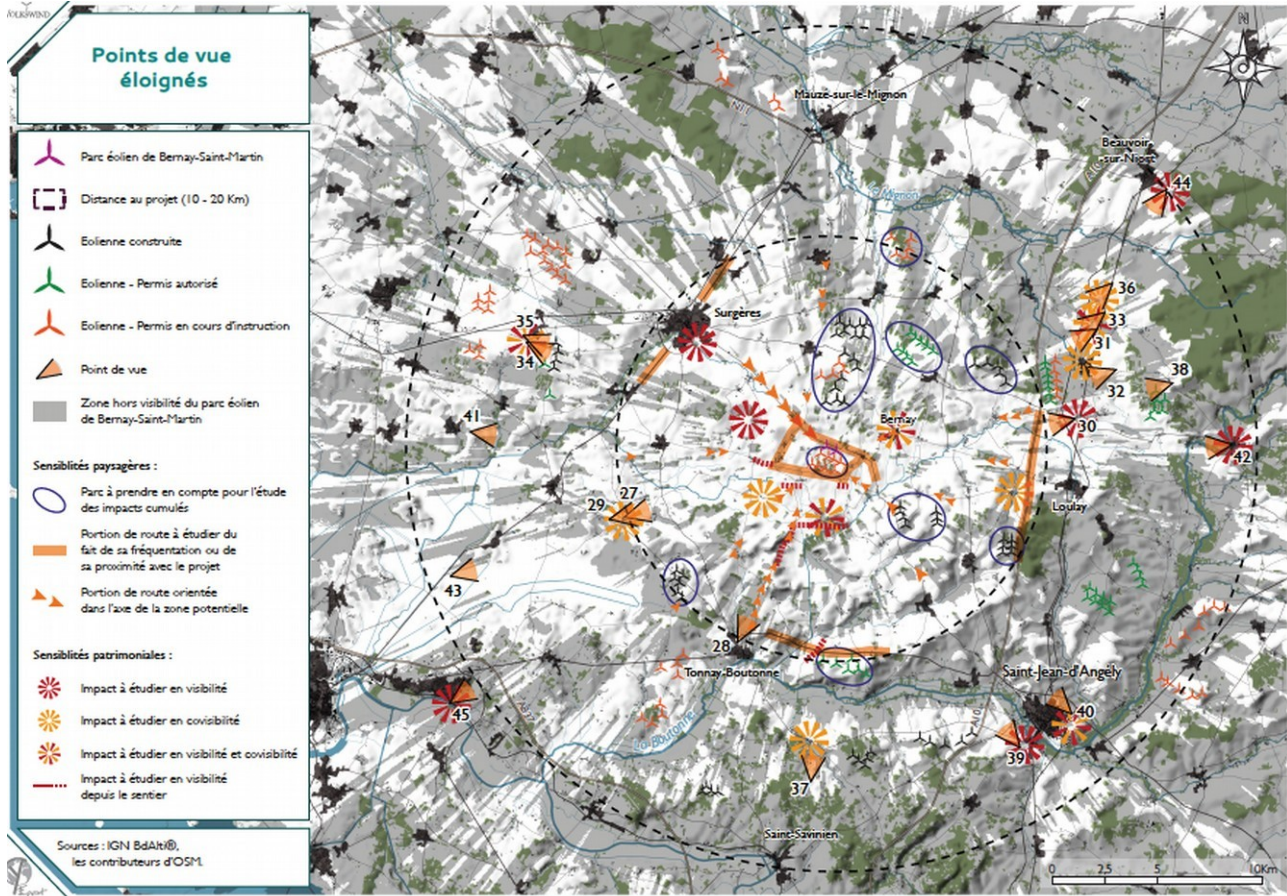 Points de vue
éloignés
Parc éolien de Bernay-Saint-Martin
Distance au projet (10 - 20 Km)
Eolienne construite
Eolienne - Permis autorisé
Eolienne - Permis en cours d'instruction
Point de vue
Zone hors visibilité du parc éolien
de Bernay-Saint-Martin
Sensiblités paysagères :
Parc à prendre en compte pour l'étude
des impacts cumulés
Portion de route à étudier du
fait de sa fréquentation ou de
sa proximité avec le projet
Portion de route orientée
dans l'axe de la zone potentielle
Sensiblités patrimoniales :
Impact à étudier en visibilité
Impact à étudier en covisibilité
Impact à étudier en visibilité et covisibilité
Impact à étudier en visibilité
depuis le sentier
Sources : IGN BdAlti®,
les contributeurs d'OSM.
N
Mauzé-sur-le-Mignon
Beauvoir
-sur-Niort
44
Le Mignon
A10
36
33
31
32
38
Surgères
35
34
41
Bernay
30
42
27
29
Loulay
43
28
Tonnay-Boutonne
Saint-Jean-d'Angely
40
39
45
La Boutonne
A10
37
Saint-Savinien
0 2,5 5 10Km